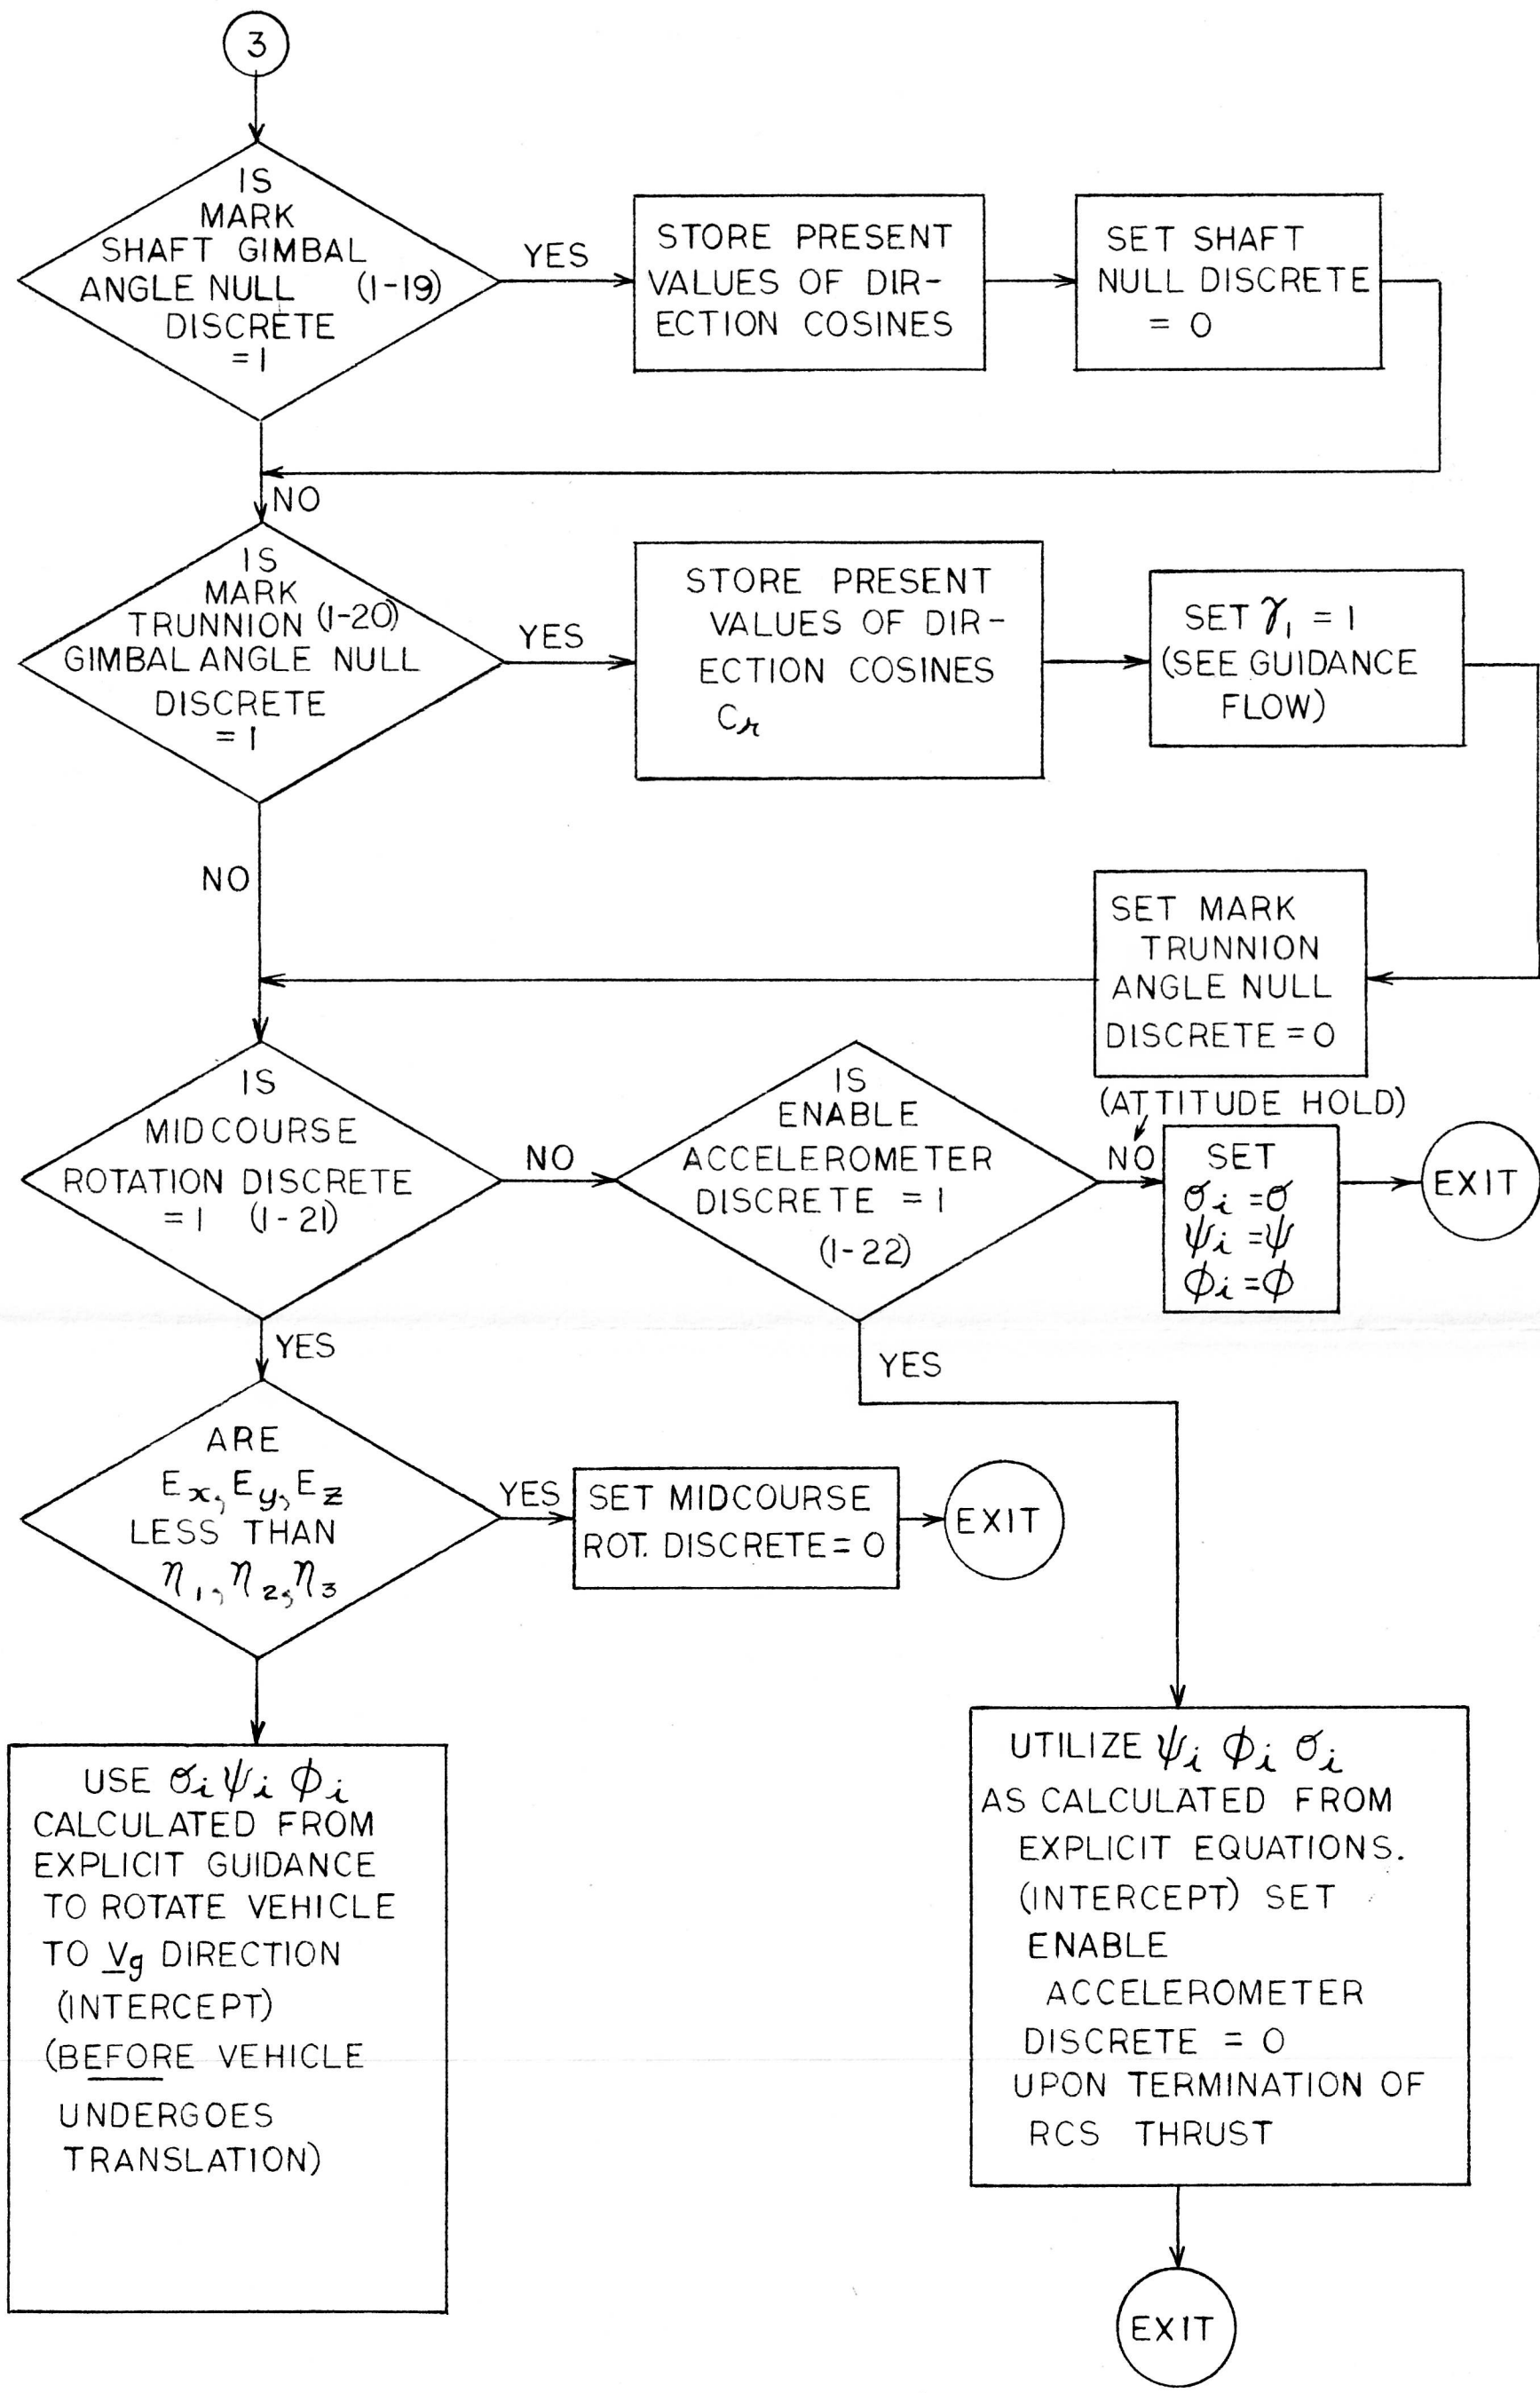 3
IS
MARK
SHAFT GIMBAL
ANGLE NULL (1-19)
DISCRETE
= 1
YES
STORE PRESENT
VALUES OF DIR-
ECTION COSINES
SET SHAFT
NULL DISCRETE
= 0
NO
IS
MARK
TRUNNION (1-20)
GIMBAL ANGLE NULL
DISCRETE
= 1
YES
STORE PRESENT
VALUES OF DIR-
ECTION COSINES
Cr
SET γ₁ = 1
(SEE GUIDANCE
FLOW)
NO
SET MARK
TRUNNION
ANGLE NULL
DISCRETE = 0
IS
MIDCOURSE
ROTATION DISCRETE
= 1 (1-21)
NO
IS
ENABLE
ACCELEROMETER
DISCRETE = 1
(1-22)
(ATTITUDE HOLD)
NO
SET
σi = σ
ψi = ψ
ϕi = ϕ
EXIT
YES
YES
ARE
Ex, Ey, Ez
LESS THAN
η₁, η₂, η₃
YES
SET MIDCOURSE
ROT. DISCRETE = 0
EXIT
USE σi ψi ϕi
CALCULATED FROM
EXPLICIT GUIDANCE
TO ROTATE VEHICLE
TO Vg DIRECTION
(INTERCEPT)
(BEFORE VEHICLE
UNDERGOES
TRANSLATION)
UTILIZE ψi ϕi σi
AS CALCULATED FROM
EXPLICIT EQUATIONS.
(INTERCEPT) SET
ENABLE
ACCELEROMETER
DISCRETE = 0
UPON TERMINATION OF
RCS THRUST
EXIT